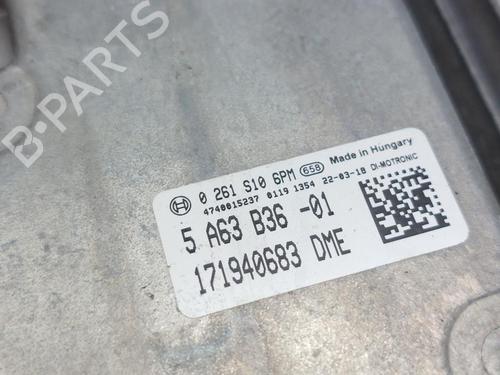 B-PARTS
0 261 S10 6PM 658 Made in Hungary
4740015237 0119 1354 22-03-18 DI-MOTRONIC
5 A63 B36 -01
171940683 DME